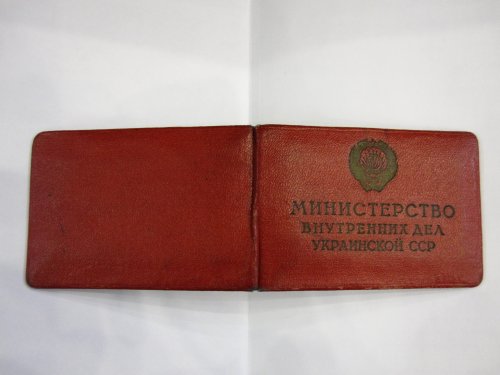 МИНИСТЕРСТВО
ВНУТРЕННИХ ДЕЛ
УКРАИНСКОЙ ССР